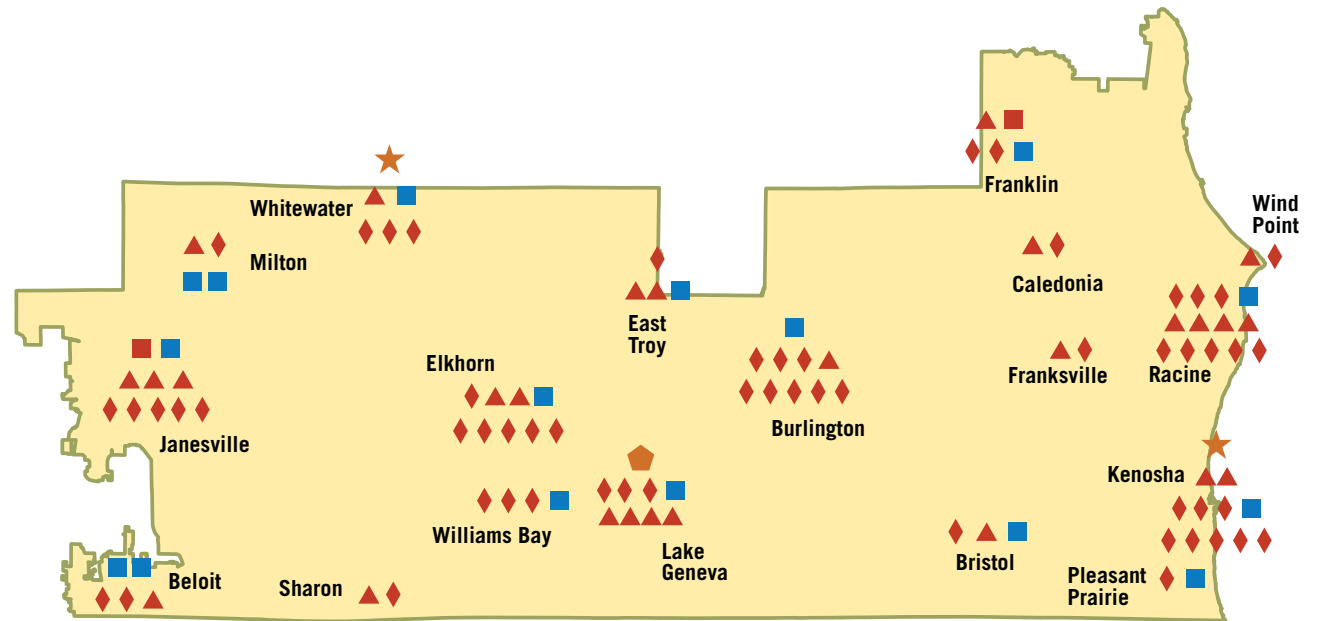 Franklin
Wind
Point
Whitewater
Milton
Caledonia
East
Troy
Elkhorn
Franksville
Racine
Burlington
Janesville
Kenosha
Williams Bay
Lake
Geneva
Bristol
Pleasant
Prairie
Beloit
Sharon